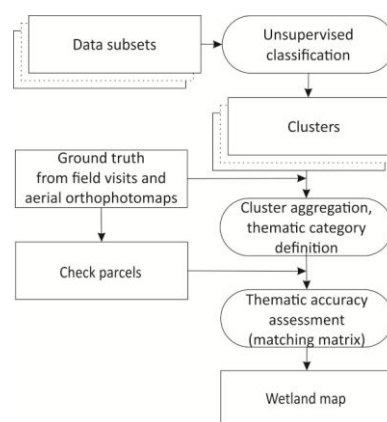 Data subsets
Unsupervised
classification
Clusters
Ground truth
from field visits and
aerial orthophotomaps
Cluster aggregation,
thematic category
definition
Check parcels
Thematic accuracy
assessment
(matching matrix)
Wetland map